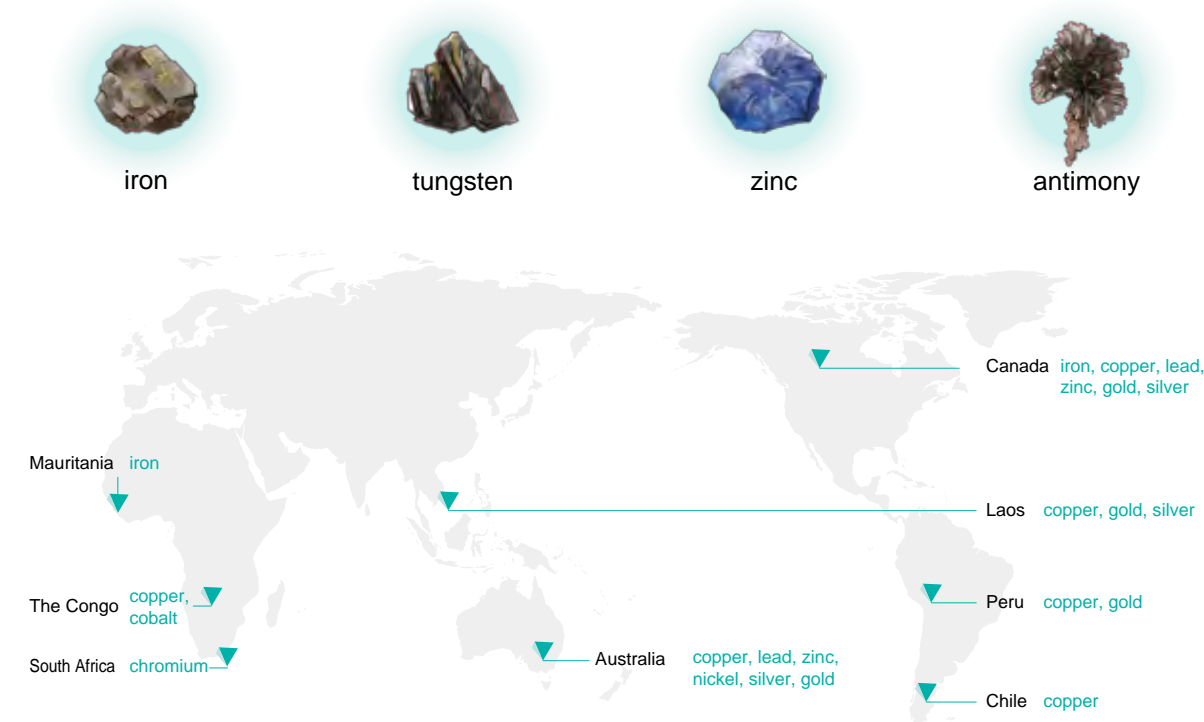 iron
tungsten
zinc
antimony
Canada iron, copper, lead,
zinc, gold, silver
Mauritania iron
Laos copper, gold, silver
The Congo copper,
cobalt
Peru copper, gold
South Africa chromium
Australia copper, lead, zinc,
nickel, silver, gold
Chile copper